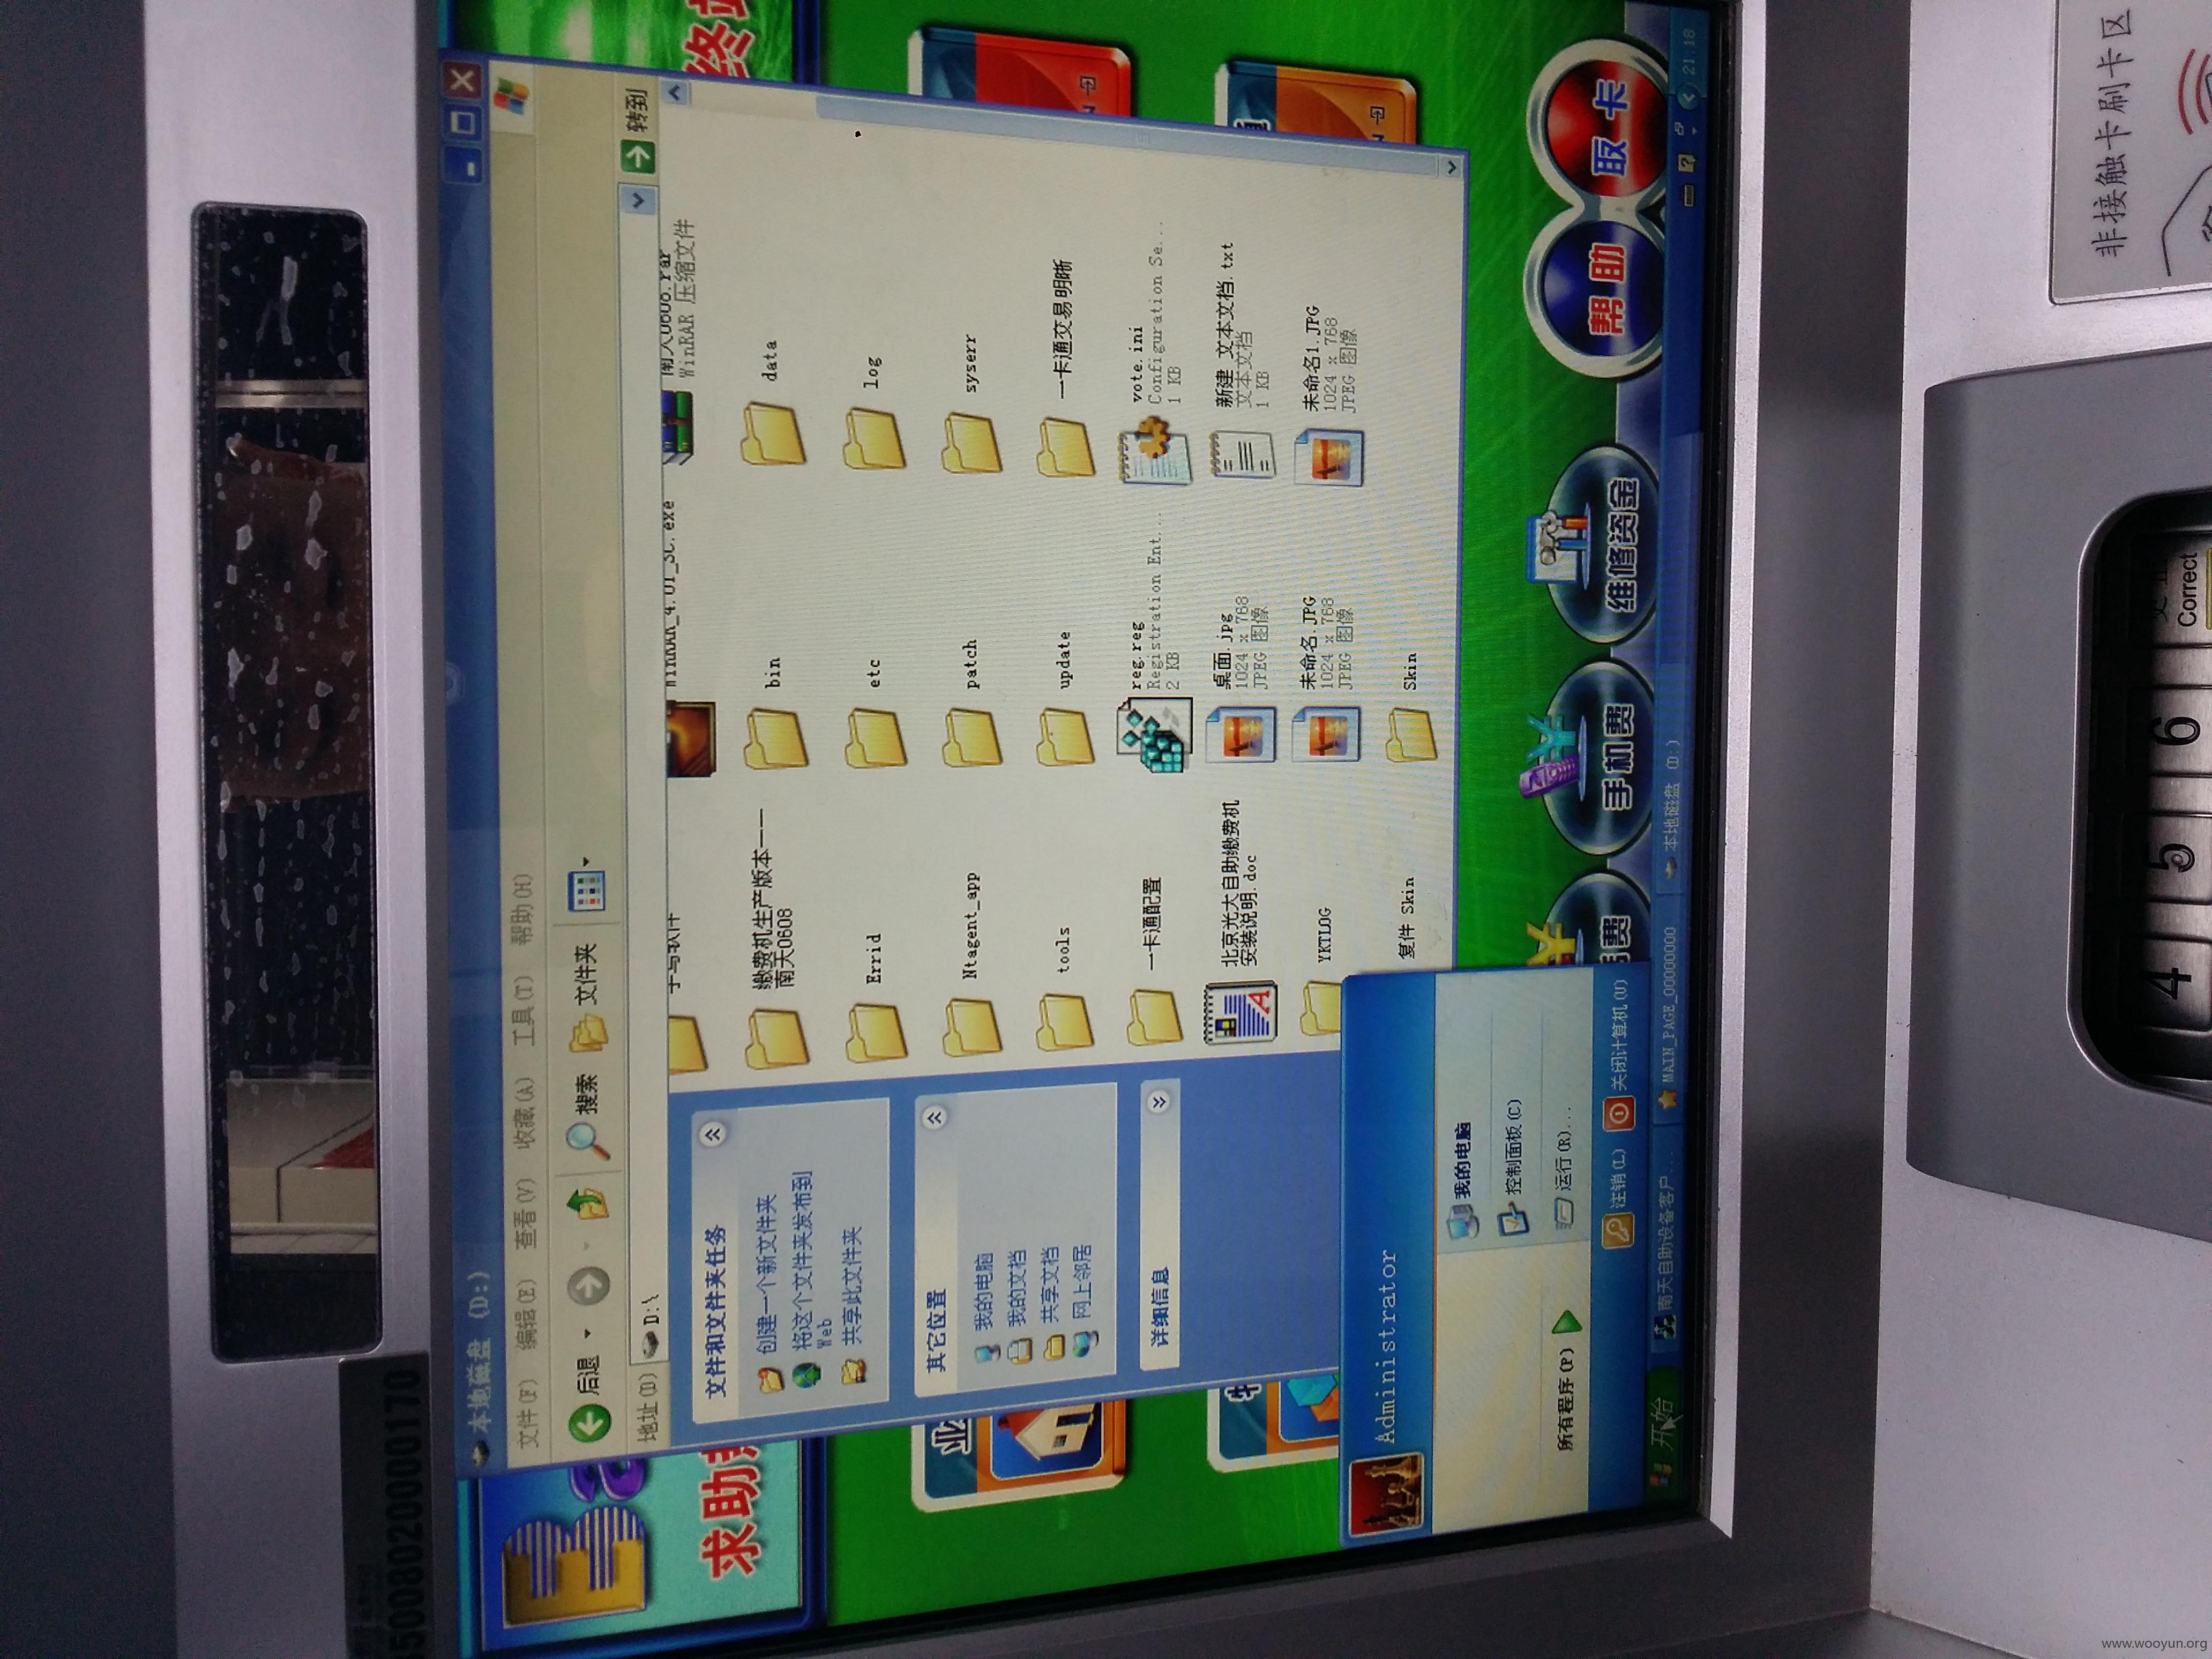 500080200000170
求助
终
本地磁盘 (D:)
文件(F) 编辑(E) 查看(V) 收藏(A) 工具(T) 帮助(H)
后退 搜索 文件夹
地址(D) D:\ 转到
文件和文件夹任务
创建一个新文件夹
将这个文件夹发布到
Web
共享此文件夹
其它位置
我的电脑
我的文档
共享文档
网上邻居
详细信息
WinRAR 压缩文件
缴费机生产版本——
南天0608
bin
data
Errid
etc
log
Ntagent_app
patch
syserr
tools
update
一卡通交易明晰
一卡通配置
reg.reg
Registration Ent...
2 KB
vote.ini
Configuration Se...
1 KB
北京光大自助缴费机
安装说明.doc
桌面.jpg
1024 x 768
JPEG 图像
新建 文本文档.txt
文本文档
1 KB
YKTLOG
未命名.JPG
1024 x 768
JPEG 图像
未命名1.JPG
1024 x 768
JPEG 图像
复件 Skin
Skin
Administrator
我的电脑
控制面板(C)
运行(R)...
所有程序(P)
注销(L) 关闭计算机(U)
费
手机费
维修资金
帮 助
取 卡
开始
南天自助设备客户...
MAIN_PAGE_00000000
本地磁盘 (D:)
21:18
非接触卡刷卡区
4 5 6
Correct
www.wooyun.org